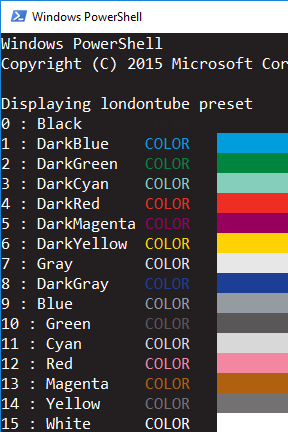 Windows PowerShell
Windows PowerShell
Copyright (C) 2015 Microsoft Cor
Displaying londontube preset
0 : Black
1 : DarkBlue COLOR
2 : DarkGreen COLOR
3 : DarkCyan COLOR
4 : DarkRed COLOR
5 : DarkMagenta COLOR
6 : DarkYellow COLOR
7 : Gray COLOR
8 : DarkGray COLOR
9 : Blue COLOR
10 : Green COLOR
11 : Cyan COLOR
12 : Red COLOR
13 : Magenta COLOR
14 : Yellow COLOR
15 : White COLOR